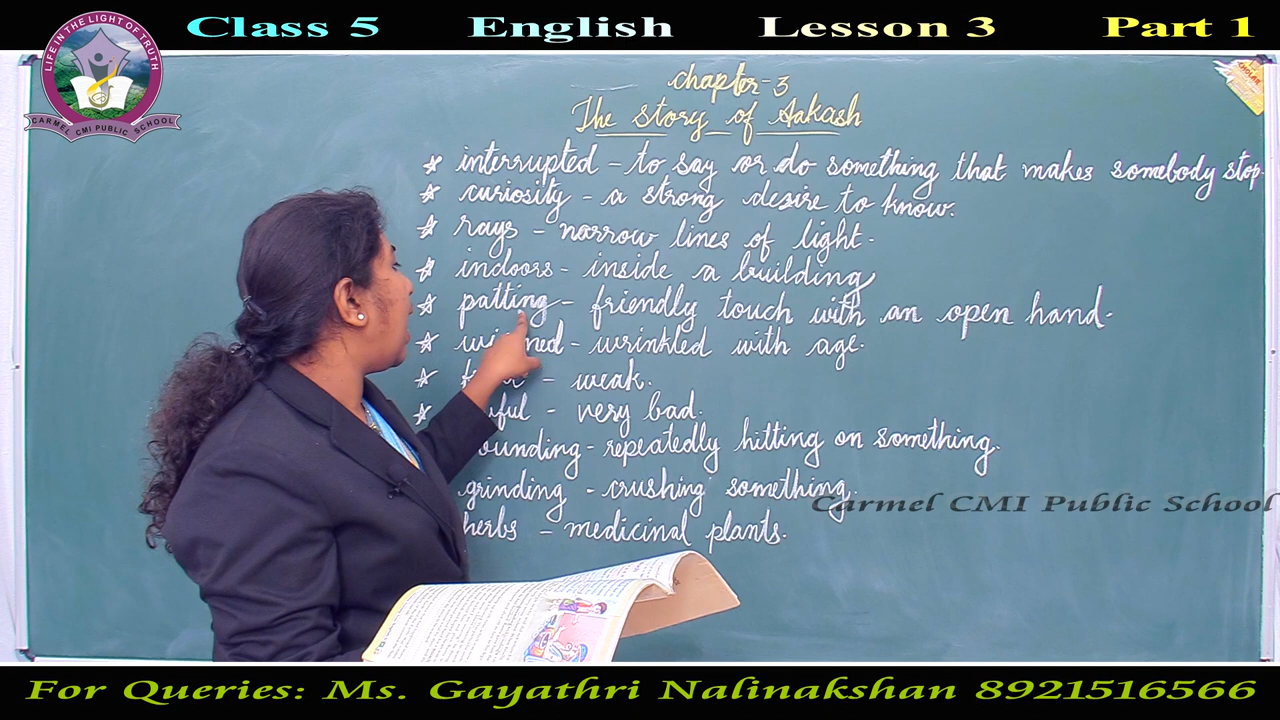 Class 5 English Lesson 3 Part 1
LIFE IN THE LIGHT OF TRUTH
CARMEL CMI PUBLIC SCHOOL
chapter-3
The story of Aakash
☆ interrupted - to say or do something that makes somebody stop.
☆ curiosity - a strong desire to know.
☆ rays - narrow lines of light.
☆ indoors - inside a building
☆ patting - friendly touch with an open hand.
☆ - wrinkled with age.
☆ - weak.
☆ - very bad.
ounding - repeatedly hitting on something.
grinding - crushing something.
herbs - medicinal plants.
Carmel CMI Public School
For Queries: Ms. Gayathri Nalinakshan 8921516566